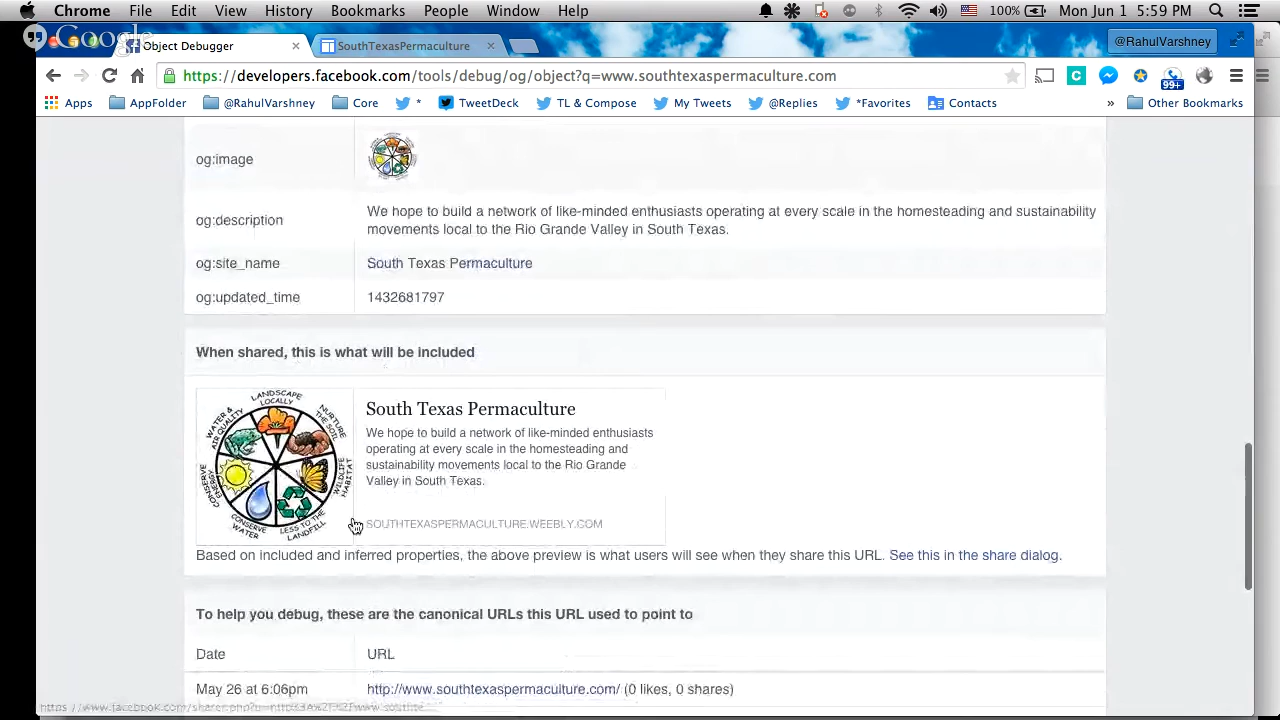 Chrome File Edit View History Bookmarks People Window Help 100% Mon Jun 1 5:59 PM
Google
Object Debugger SouthTexasPermaculture @RahulVarshney
https://developers.facebook.com/tools/debug/og/object?q=www.southtexaspermaculture.com 99+
Apps AppFolder @RahulVarshney Core * TweetDeck TL & Compose My Tweets @Replies *Favorites Contacts » Other Bookmarks
og:image
og:description We hope to build a network of like-minded enthusiasts operating at every scale in the homesteading and sustainability
movements local to the Rio Grande Valley in South Texas.
og:site_name South Texas Permaculture
og:updated_time 1432681797
When shared, this is what will be included
LANDSCAPE LOCALLY
NURTURE THE SOIL
WILDLIFE HABITAT
LESS TO THE LANDFILL
CONSERVE WATER
CONSERVE ENERGY
WATER & AIR QUALITY
South Texas Permaculture
We hope to build a network of like-minded enthusiasts
operating at every scale in the homesteading and
sustainability movements local to the Rio Grande
Valley in South Texas.
SOUTHTEXASPERMACULTURE.WEEBLY.COM
Based on included and inferred properties, the above preview is what users will see when they share this URL. See this in the share dialog.
To help you debug, these are the canonical URLs this URL used to point to
Date URL
May 26 at 6:06pm http://www.southtexaspermaculture.com/ (0 likes, 0 shares)